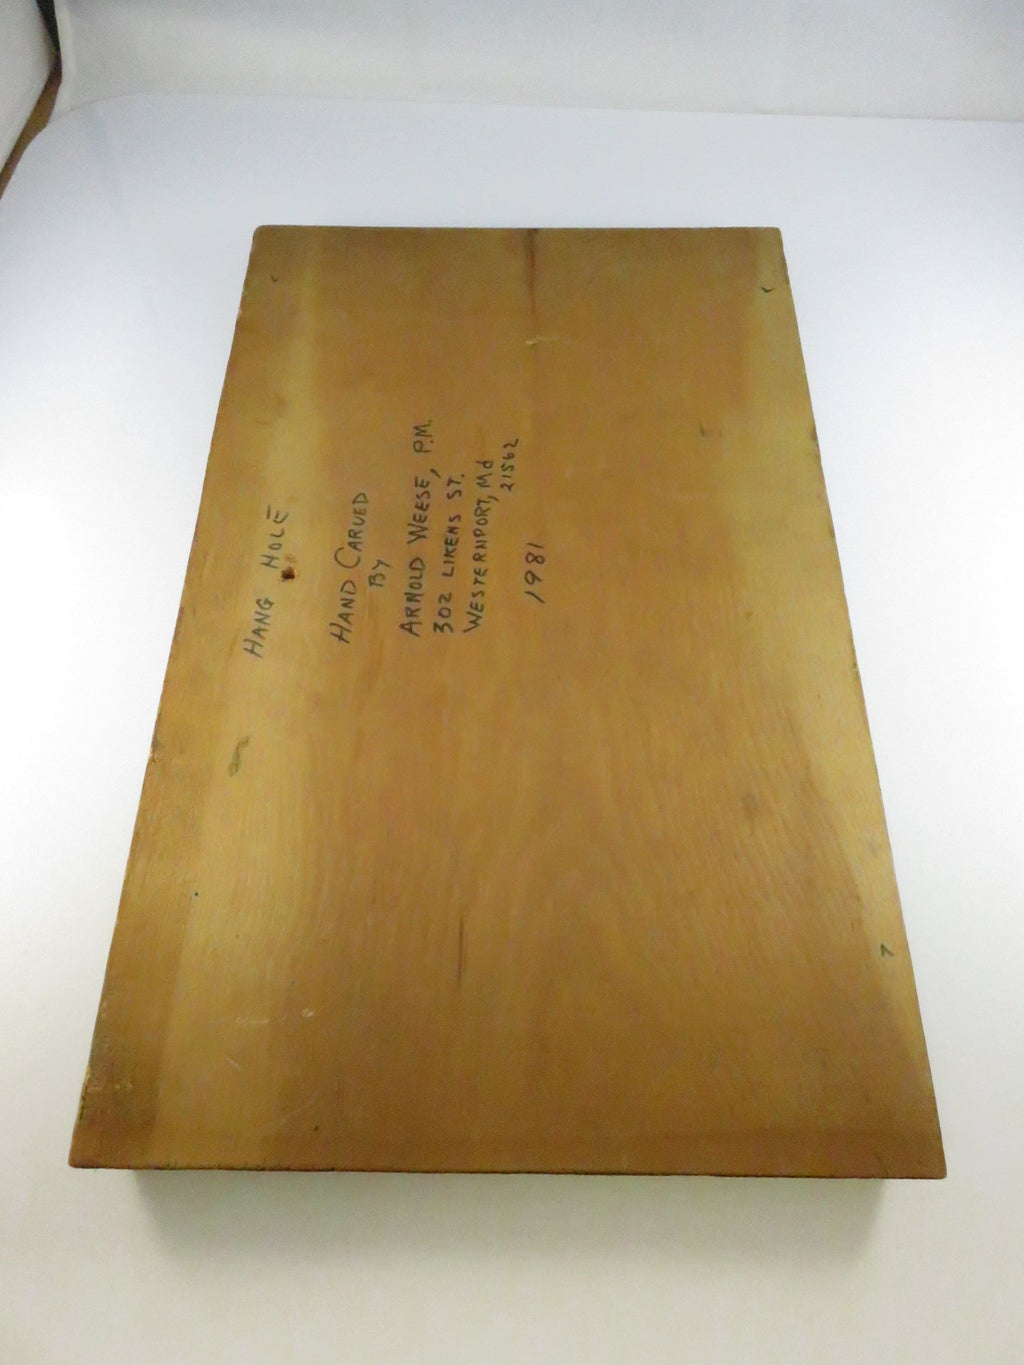 HANG HOLE
HAND CARVED
BY
ARNOLD WEESE, P.M.
302 LIKENS ST.
WESTERNPORT, Md
21562
1981